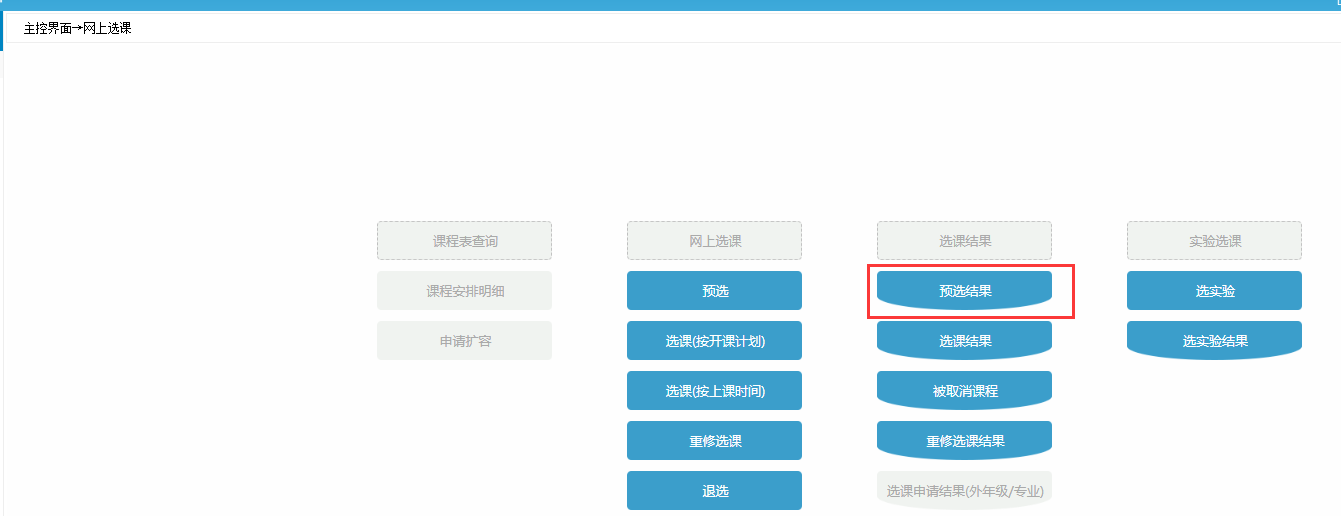 主控界面→网上选课
课程表查询
网上选课
选课结果
实验选课
课程安排明细
预选
预选结果
选实验
申请扩容
选课(按开课计划)
选课结果
选实验结果
选课(按上课时间)
被取消课程
重修选课
重修选课结果
退选
选课申请结果(外年级/专业)